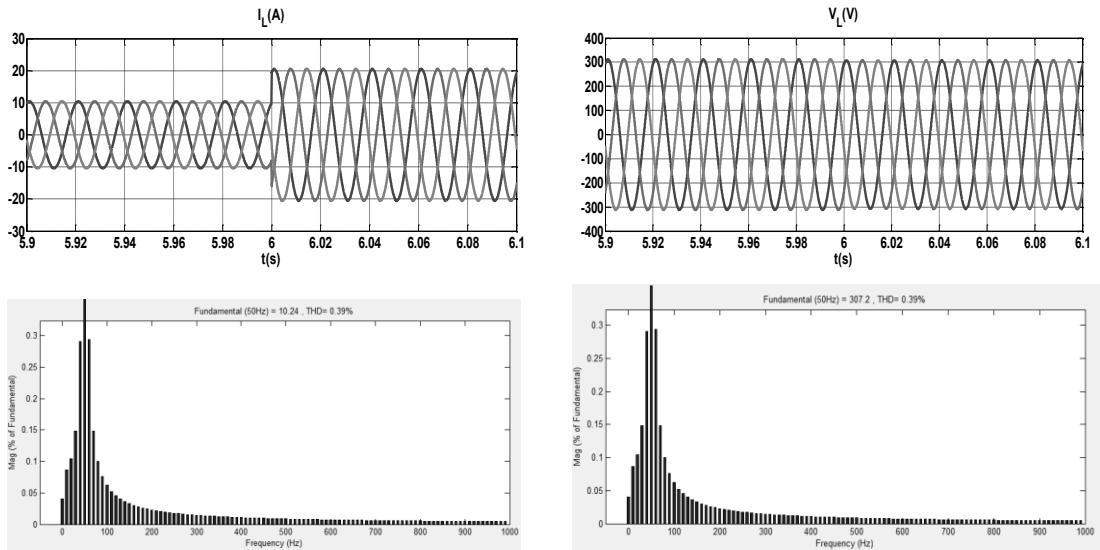 I_L(A)
30
20
10
0
-10
-20
-30
5.9 5.92 5.94 5.96 5.98 6 6.02 6.04 6.06 6.08 6.1
t(s)
V_L(V)
400
300
200
100
0
-100
-200
-300
-400
5.9 5.92 5.94 5.96 5.98 6 6.02 6.04 6.06 6.08 6.1
t(s)
Fundamental (50Hz) = 10.24 , THD= 0.39%
Mag (% of Fundamental)
0.3
0.25
0.2
0.15
0.1
0.05
0
0 100 200 300 400 500 600 700 800 900 1000
Frequency (Hz)
Fundamental (50Hz) = 307.2 , THD= 0.39%
Mag (% of Fundamental)
0.3
0.25
0.2
0.15
0.1
0.05
0
0 100 200 300 400 500 600 700 800 900 1000
Frequency (Hz)